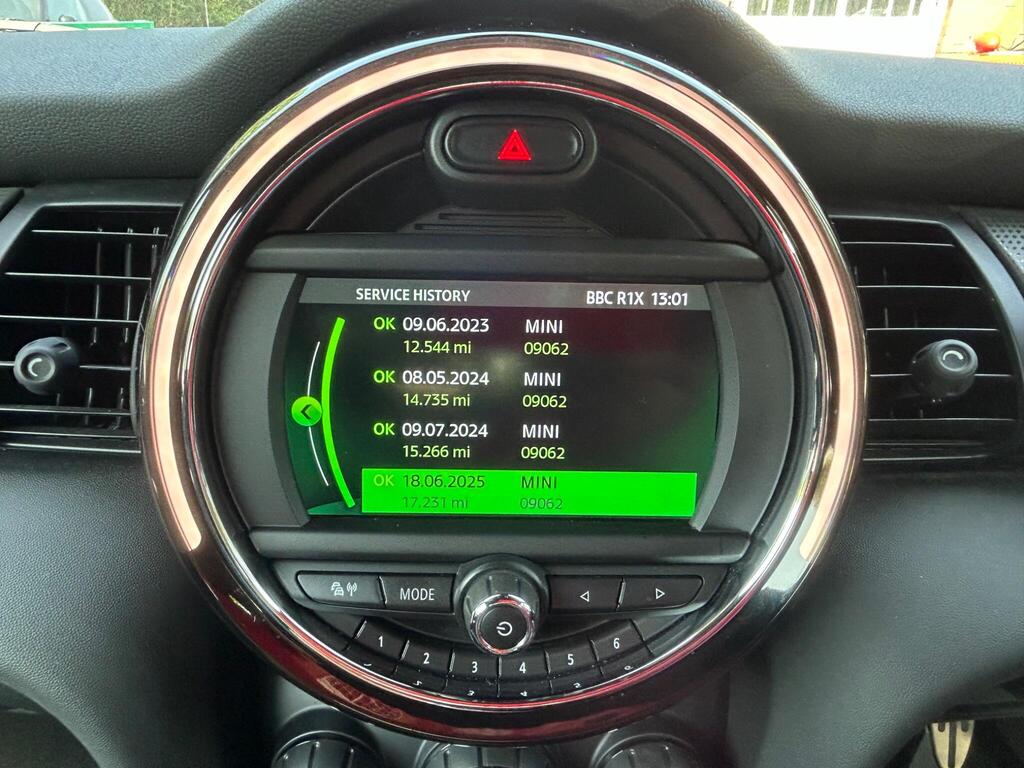 SERVICE HISTORY BBC R1X 13:01
OK 09.06.2023 MINI
12.544 mi 09062
OK 08.05.2024 MINI
14.735 mi 09062
OK 09.07.2024 MINI
15.266 mi 09062
OK 18.06.2025 MINI
17.231 mi 09062
MODE
1 2 3 4 5 6